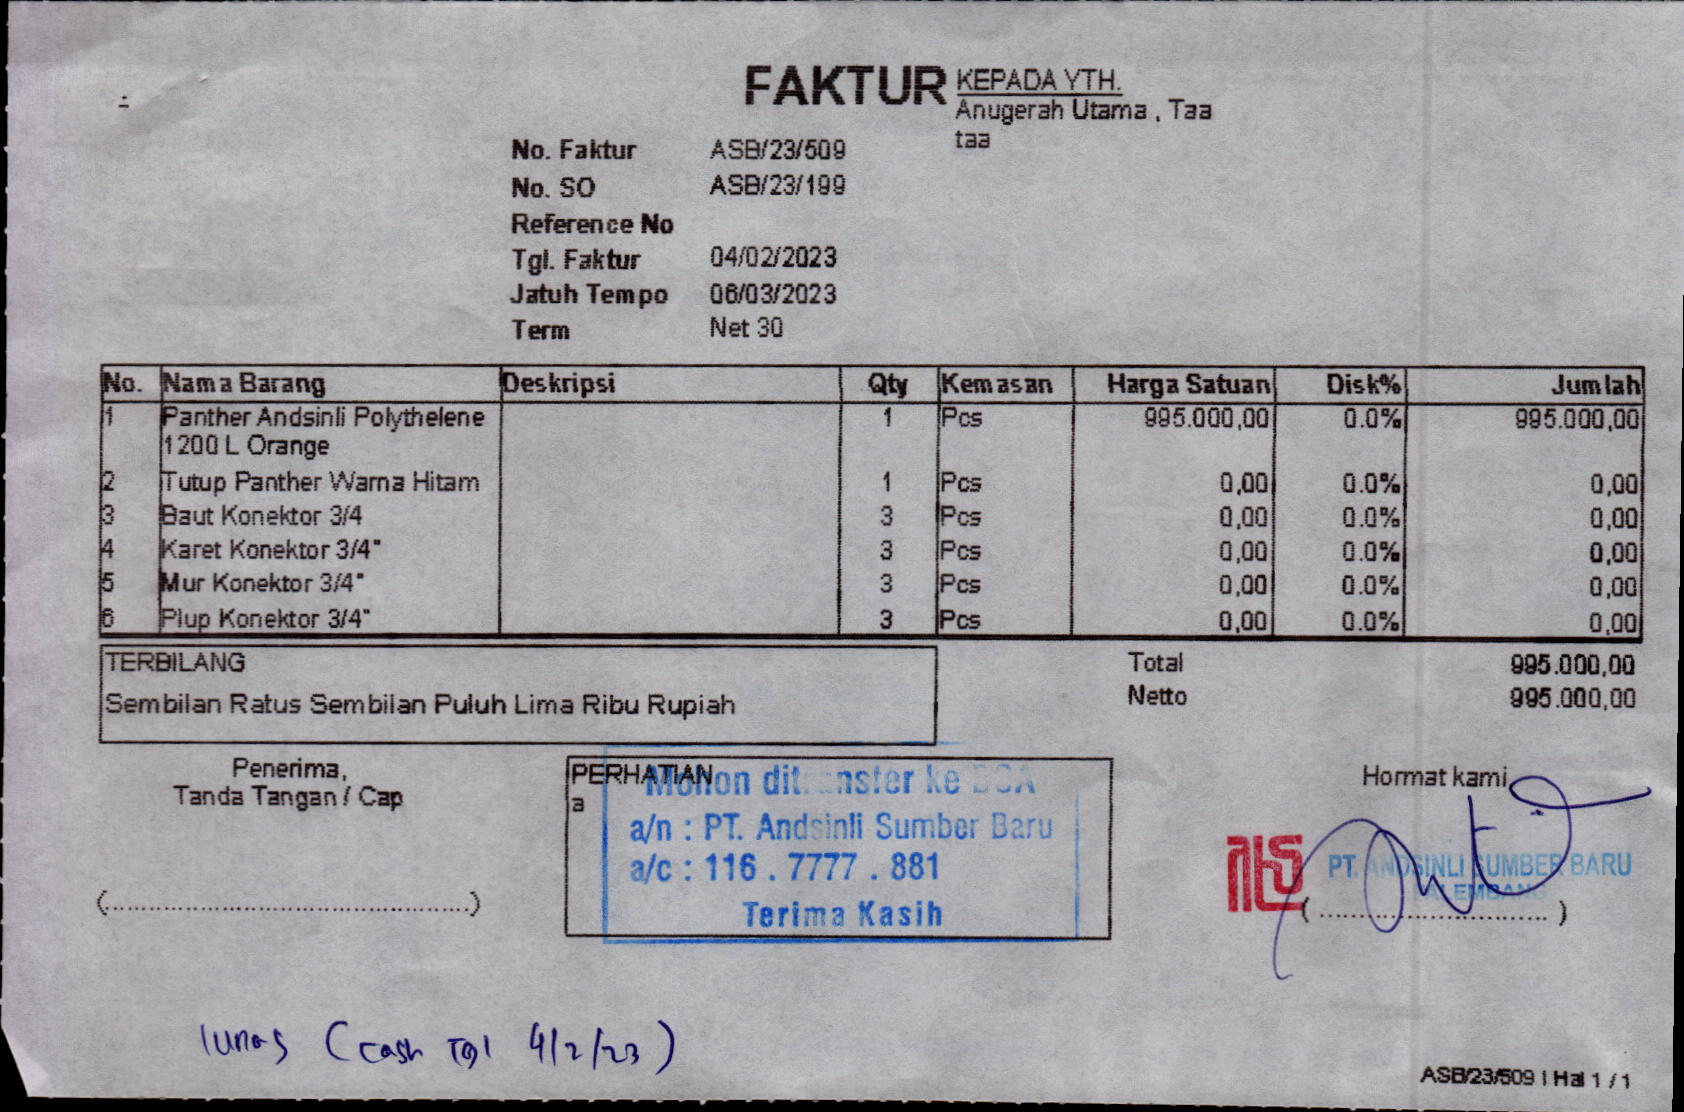 FAKTUR
KEPADA YTH.
Anugerah Utama , Taa
taa
No. Faktur ASB/23/509
No. SO ASB/23/199
Reference No
Tgl. Faktur 04/02/2023
Jatuh Tempo 06/03/2023
Term Net 30
No. Nama Barang Deskripsi Qty Kemasan Harga Satuan Disk% Jumlah
1 Panther Andsinli Polythelene 1 Pcs 995.000,00 0.0% 995.000,00
1200 L Orange
2 Tutup Panther Warna Hitam 1 Pcs 0,00 0.0% 0,00
3 Baut Konektor 3/4 3 Pcs 0,00 0.0% 0,00
4 Karet Konektor 3/4" 3 Pcs 0,00 0.0% 0,00
5 Mur Konektor 3/4" 3 Pcs 0,00 0.0% 0,00
6 Plup Konektor 3/4" 3 Pcs 0,00 0.0% 0,00
TERBILANG
Sembilan Ratus Sembilan Puluh Lima Ribu Rupiah
Total 995.000,00
Netto 995.000,00
Penerima,
Tanda Tangan / Cap
(............................................)
PERHATIAN
a
Mohon ditransfer ke BCA
a/n : PT. Andsinli Sumber Baru
a/c : 116 . 7777 . 881
Terima Kasih
Hormat kami,
PT. ANDSINLI SUMBER BARU
PALEMBANG
( ............................ )
lunas (cash Tgl 4/2/23)
ASB/23/509 | Hal 1 / 1